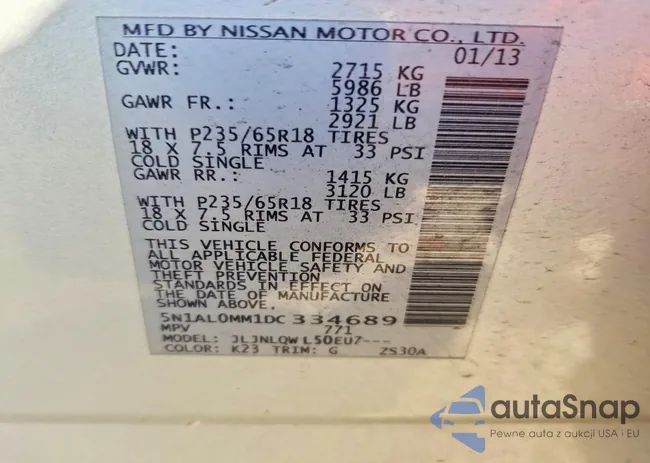 MFD BY NISSAN MOTOR CO., LTD.
DATE: 01/13
GVWR: 2715 KG
5986 LB
GAWR FR.: 1325 KG
2921 LB
WITH P235/65R18 TIRES
18 X 7.5 RIMS AT 33 PSI
COLD SINGLE
GAWR RR.: 1415 KG
3120 LB
WITH P235/65R18 TIRES
18 X 7.5 RIMS AT 33 PSI
COLD SINGLE
THIS VEHICLE CONFORMS TO
ALL APPLICABLE FEDERAL
MOTOR VEHICLE SAFETY AND
THEFT PREVENTION
STANDARDS IN EFFECT ON
THE DATE OF MANUFACTURE
SHOWN ABOVE.
5N1AL0MM1DC334689
MPV 771
MODEL: JLJNLQW L50EU7---
COLOR: K23 TRIM: G ZS30A
autaSnap
Pewne auta z aukcji USA i EU